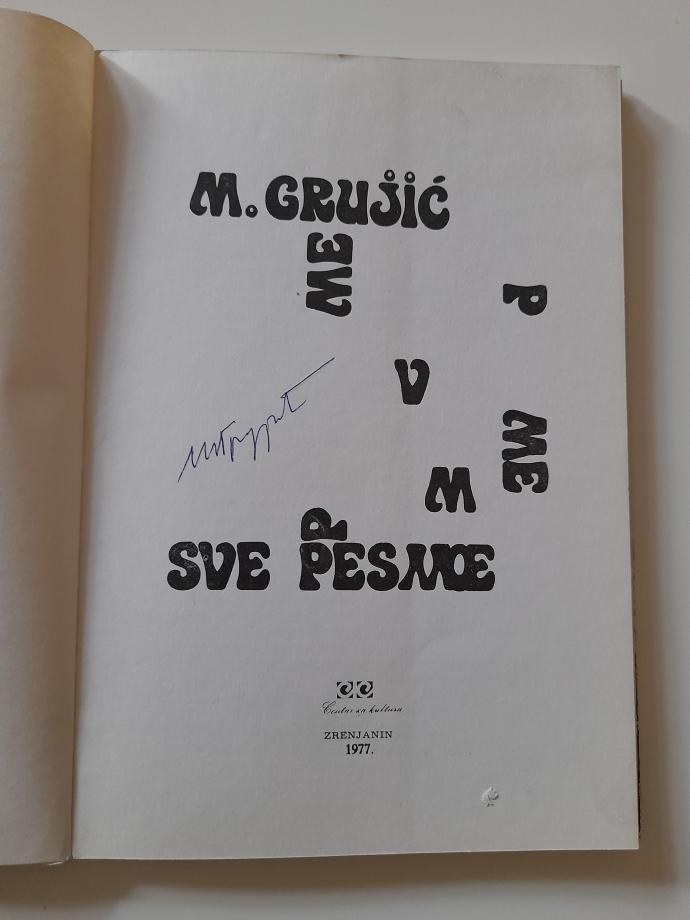 M. GRUJIĆ
ME
P
V
ME
M
P
SVE PESME
Centar za kulturu
ZRENJANIN
1977.